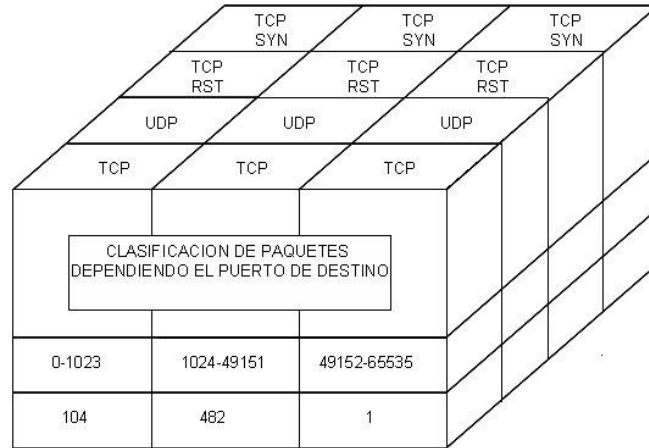 TCP SYN TCP SYN TCP SYN
TCP RST TCP RST TCP RST
UDP UDP UDP
TCP TCP TCP
CLASIFICACION DE PAQUETES
DEPENDIENDO EL PUERTO DE DESTINO
0-1023 1024-49151 49152-65535
104 482 1